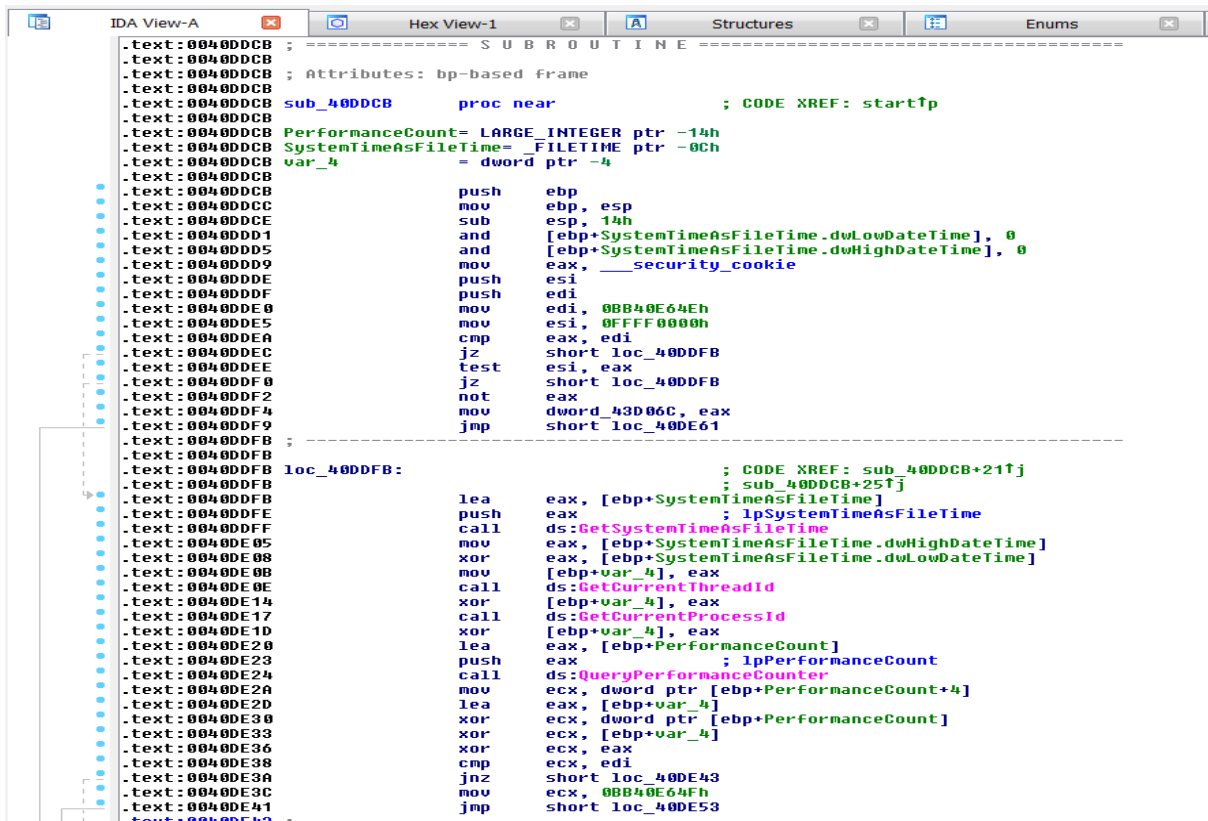 IDA View-A Hex View-1 Structures Enums
.text:0040DDCB ; =============== S U B R O U T I N E =======================================
.text:0040DDCB
.text:0040DDCB ; Attributes: bp-based frame
.text:0040DDCB
.text:0040DDCB sub_40DDCB proc near ; CODE XREF: start↑p
.text:0040DDCB
.text:0040DDCB PerformanceCount= LARGE_INTEGER ptr -14h
.text:0040DDCB SystemTimeAsFileTime= _FILETIME ptr -0Ch
.text:0040DDCB var_4 = dword ptr -4
.text:0040DDCB
.text:0040DDCB push ebp
.text:0040DDCC mov ebp, esp
.text:0040DDCE sub esp, 14h
.text:0040DDD1 and [ebp+SystemTimeAsFileTime.dwLowDateTime], 0
.text:0040DDD5 and [ebp+SystemTimeAsFileTime.dwHighDateTime], 0
.text:0040DDD9 mov eax, ___security_cookie
.text:0040DDDE push esi
.text:0040DDDF push edi
.text:0040DDE0 mov edi, 0BB40E64Eh
.text:0040DDE5 mov esi, 0FFFF0000h
.text:0040DDEA cmp eax, edi
.text:0040DDEC jz short loc_40DDFB
.text:0040DDEE test esi, eax
.text:0040DDF0 jz short loc_40DDFB
.text:0040DDF2 not eax
.text:0040DDF4 mov dword_43D06C, eax
.text:0040DDF9 jmp short loc_40DE61
.text:0040DDFB ; ---------------------------------------------------------------------------
.text:0040DDFB
.text:0040DDFB loc_40DDFB: ; CODE XREF: sub_40DDCB+21↑j
.text:0040DDFB ; sub_40DDCB+25↑j
.text:0040DDFB lea eax, [ebp+SystemTimeAsFileTime]
.text:0040DDFE push eax ; lpSystemTimeAsFileTime
.text:0040DDFF call ds:GetSystemTimeAsFileTime
.text:0040DE05 mov eax, [ebp+SystemTimeAsFileTime.dwHighDateTime]
.text:0040DE08 xor eax, [ebp+SystemTimeAsFileTime.dwLowDateTime]
.text:0040DE0B mov [ebp+var_4], eax
.text:0040DE0E call ds:GetCurrentThreadId
.text:0040DE14 xor [ebp+var_4], eax
.text:0040DE17 call ds:GetCurrentProcessId
.text:0040DE1D xor [ebp+var_4], eax
.text:0040DE20 lea eax, [ebp+PerformanceCount]
.text:0040DE23 push eax ; lpPerformanceCount
.text:0040DE24 call ds:QueryPerformanceCounter
.text:0040DE2A mov ecx, dword ptr [ebp+PerformanceCount+4]
.text:0040DE2D lea eax, [ebp+var_4]
.text:0040DE30 xor ecx, dword ptr [ebp+PerformanceCount]
.text:0040DE33 xor ecx, [ebp+var_4]
.text:0040DE36 xor ecx, eax
.text:0040DE38 cmp ecx, edi
.text:0040DE3A jnz short loc_40DE43
.text:0040DE3C mov ecx, 0BB40E64Fh
.text:0040DE41 jmp short loc_40DE53